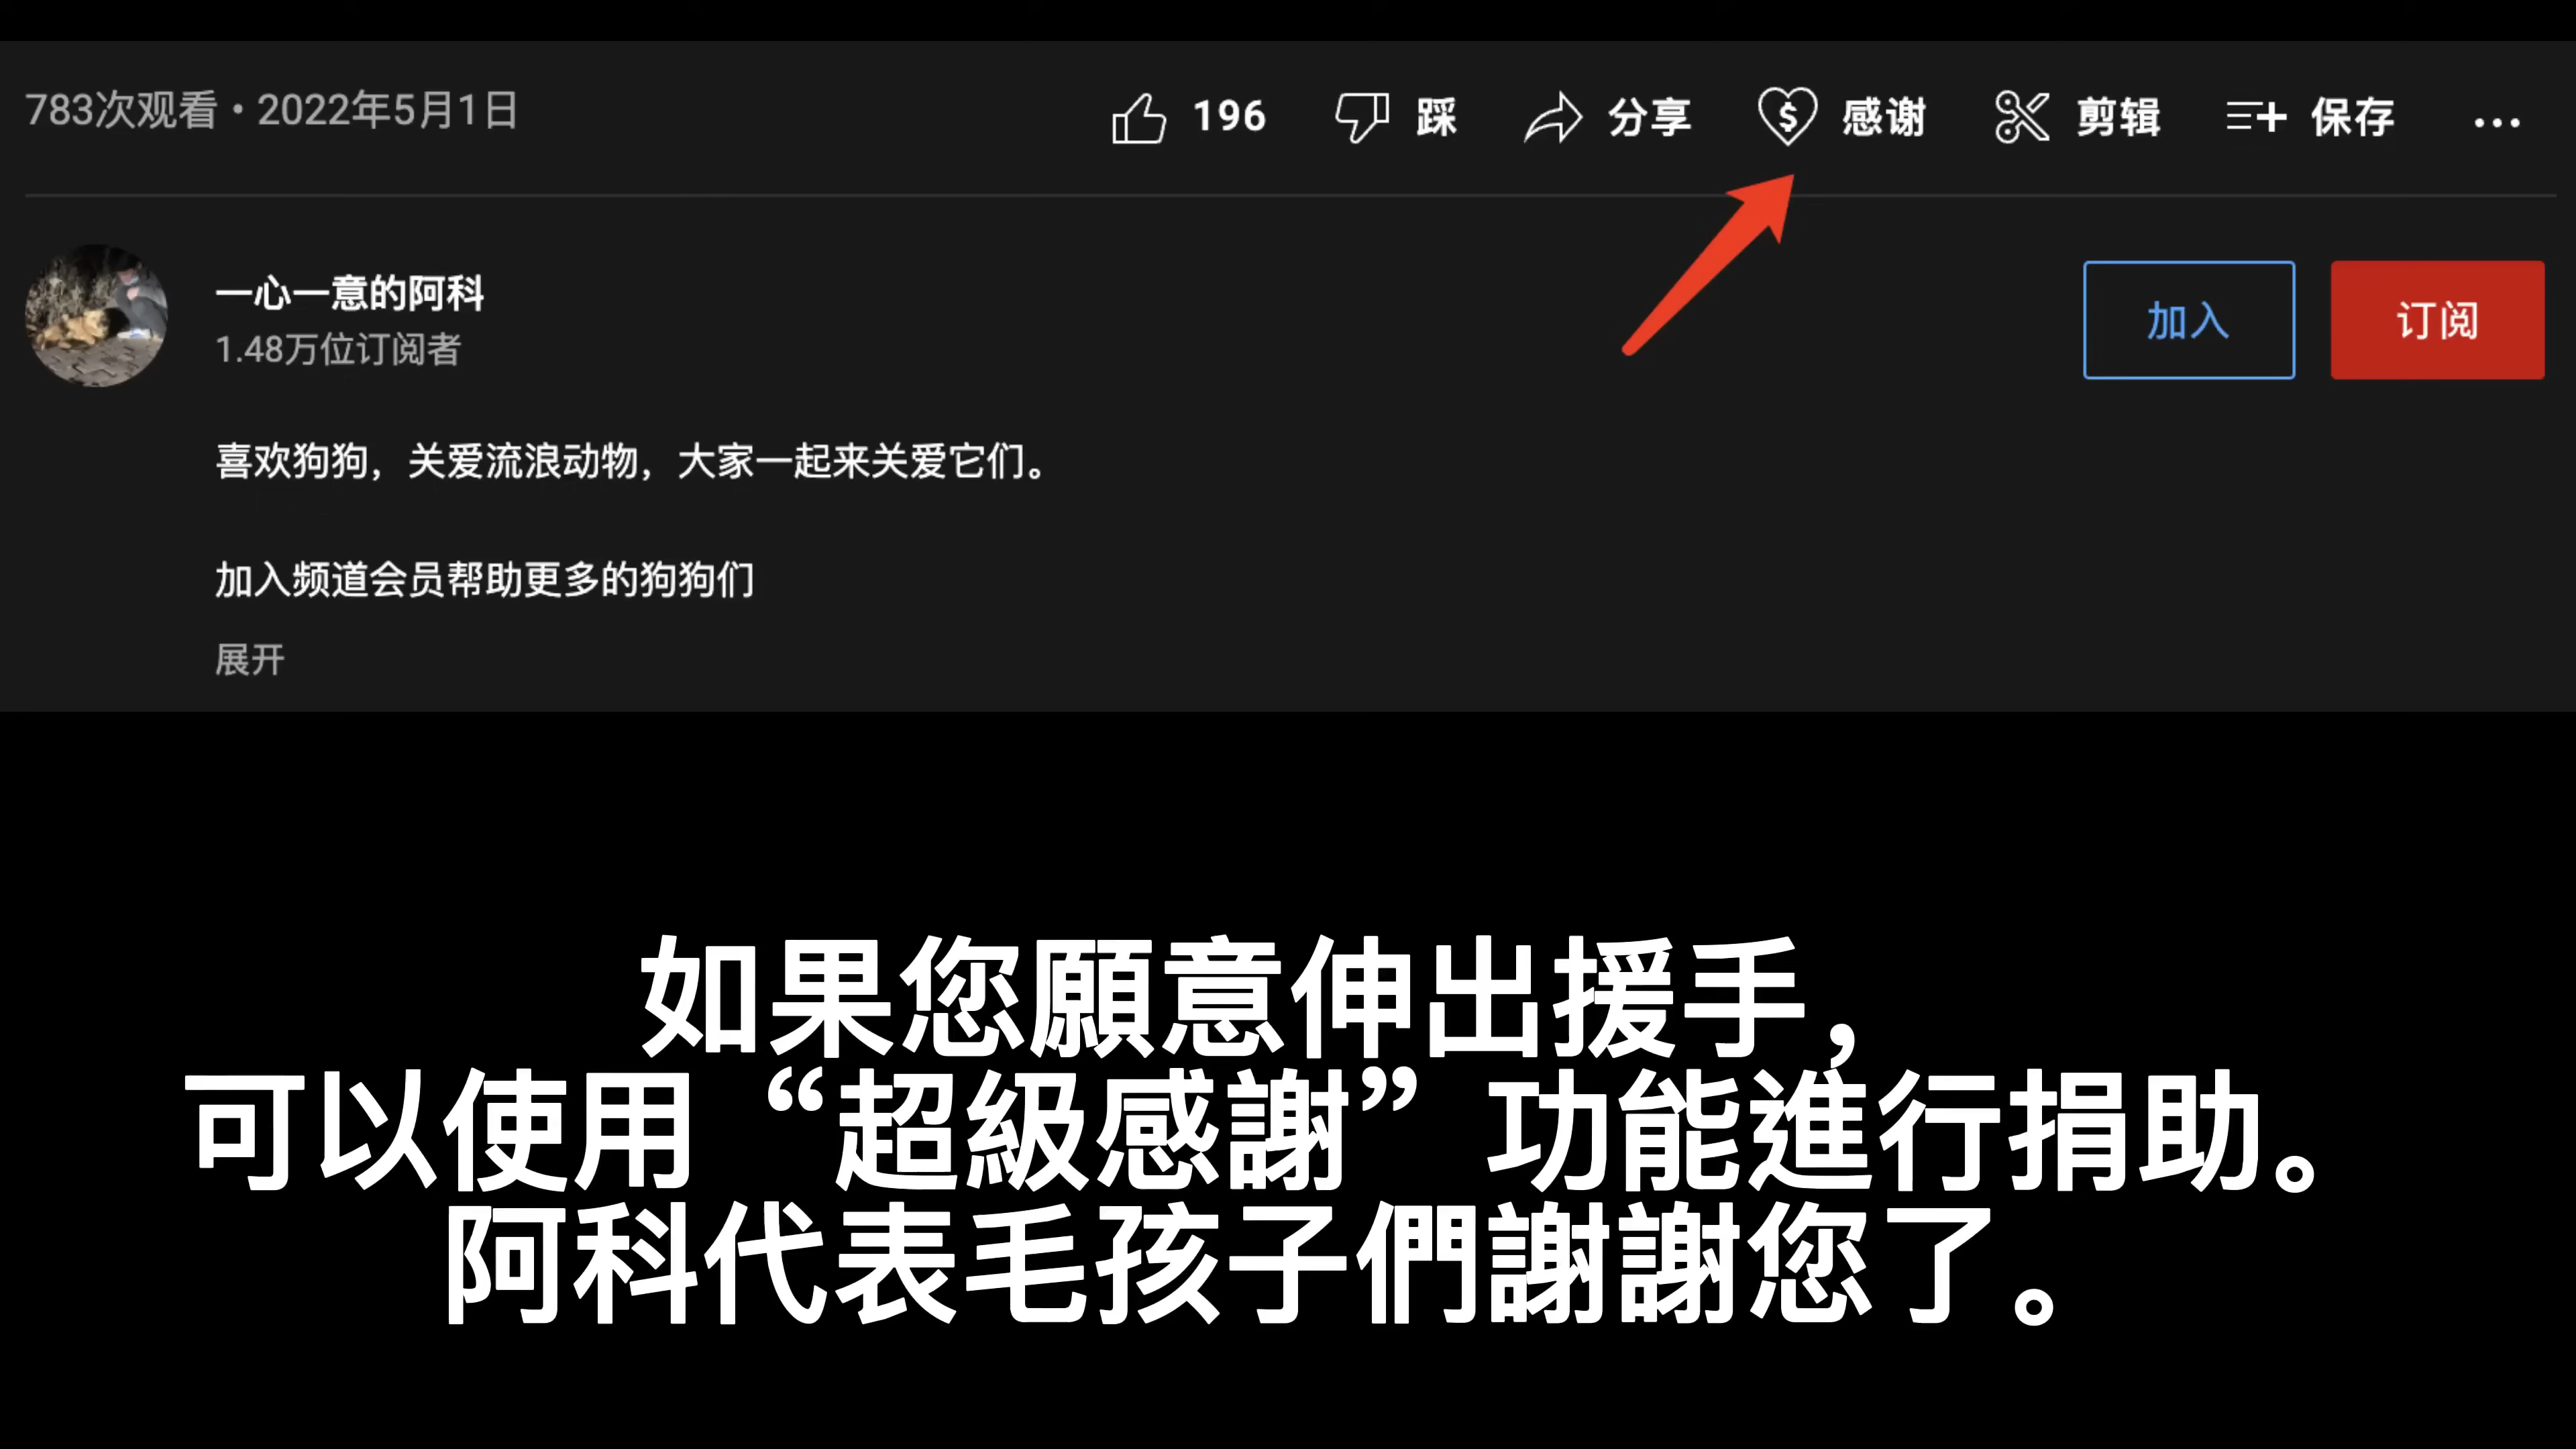 783次观看 • 2022年5月1日
196 踩 分享 感谢 剪辑 保存 ...
一心一意的阿科
1.48万位订阅者
加入 订阅
喜欢狗狗，关爱流浪动物，大家一起来关爱它们。
加入频道会员帮助更多的狗狗们
展开
如果您願意伸出援手，
可以使用“超級感謝”功能進行捐助。
阿科代表毛孩子們謝謝您了。